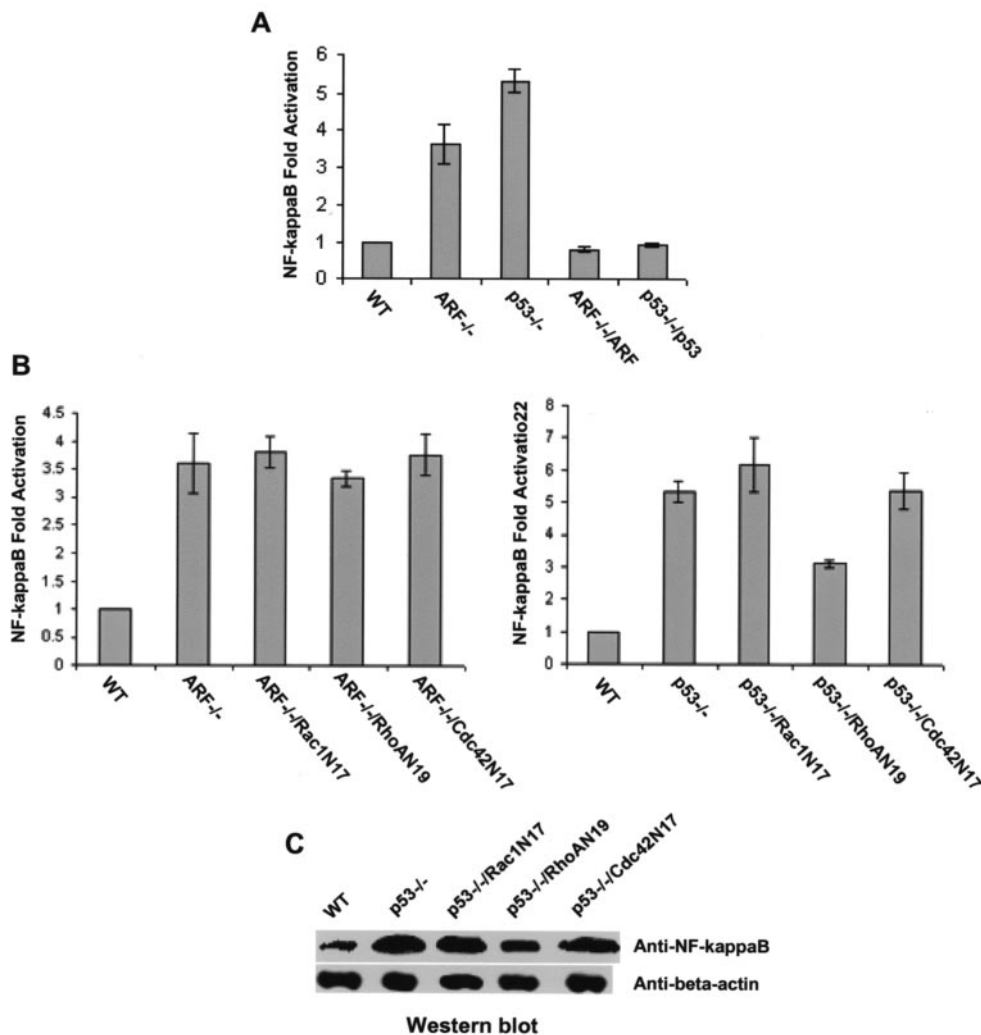 A
NF-kappaB Fold Activation
6
5
4
3
2
1
0
WT
ARF-/-
p53-/-
ARF-/-/ARF
p53-/-/p53
B
NF-kappaB Fold Activation
4.5
4
3.5
3
2.5
2
1.5
1
0.5
0
WT
ARF-/-
ARF-/-/Rac1N17
ARF-/-/RhoAN19
ARF-/-/Cdc42N17
NF-kappaB Fold Activatio22
8
7
6
5
4
3
2
1
0
WT
p53-/-
p53-/-/Rac1N17
p53-/-/RhoAN19
p53-/-/Cdc42N17
C
WT
p53-/-
p53-/-/Rac1N17
p53-/-/RhoAN19
p53-/-/Cdc42N17
Anti-NF-kappaB
Anti-beta-actin
Western blot